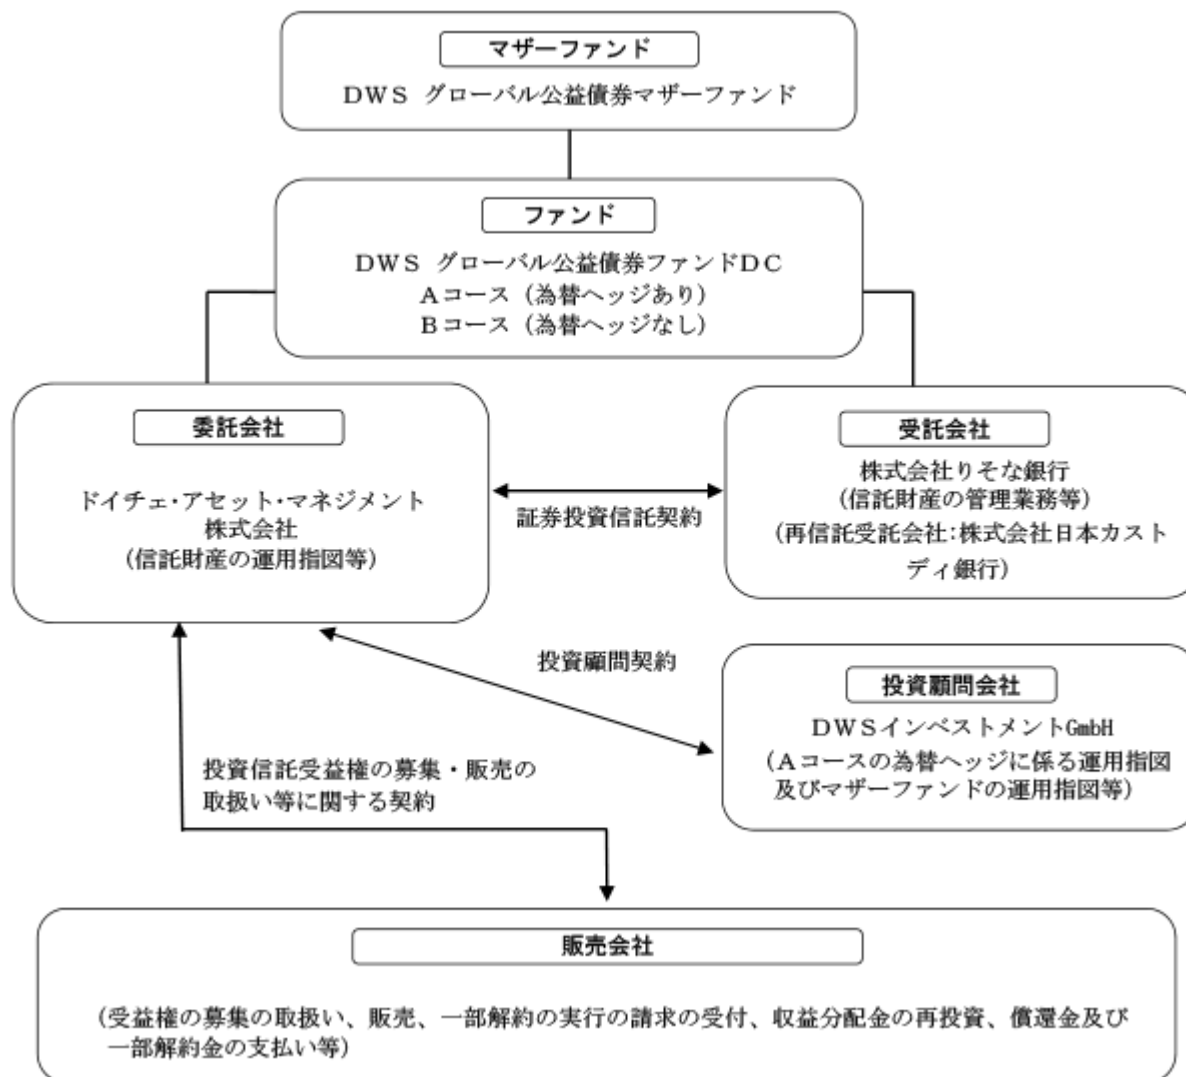 マザーファンド
DWS グローバル公益債券マザーファンド
ファンド
DWS グローバル公益債券ファンドDC
Aコース（為替ヘッジあり）
Bコース（為替ヘッジなし）
委託会社
ドイチェ・アセット・マネジメント
株式会社
（信託財産の運用指図等）
証券投資信託契約
受託会社
株式会社りそな銀行
（信託財産の管理業務等）
（再信託受託会社：株式会社日本カスト
ディ銀行）
投資顧問契約
投資顧問会社
DWSインベストメントGmbH
（Aコースの為替ヘッジに係る運用指図
及びマザーファンドの運用指図等）
投資信託受益権の募集・販売の
取扱い等に関する契約
販売会社
（受益権の募集の取扱い、販売、一部解約の実行の請求の受付、収益分配金の再投資、償還金及び
一部解約金の支払い等）